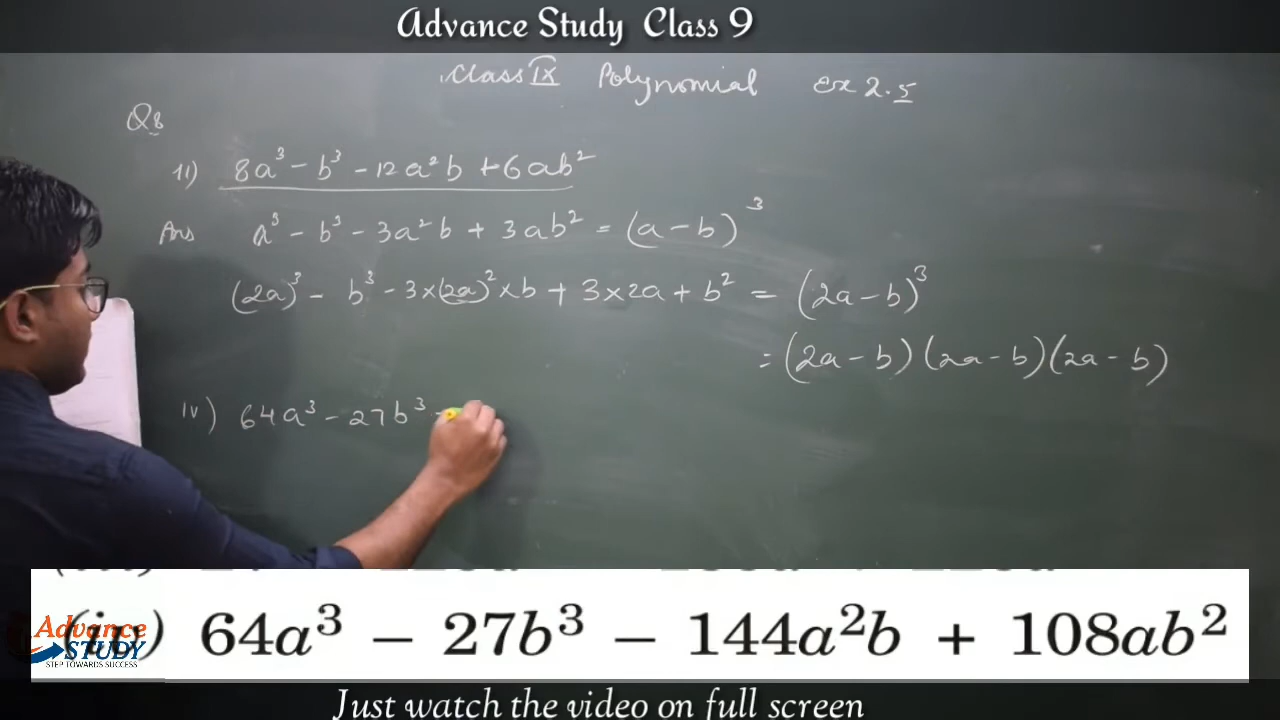 Advance Study Class 9
Class IX Polynomial Ex 2.5
Q8
ii) 8a³ - b³ - 12a²b + 6ab²
Ans a³ - b³ - 3a²b + 3ab² = (a - b)³
(2a)³ - b³ - 3×(2a)²×b + 3×2a + b² = (2a - b)³
= (2a - b) (2a - b) (2a - b)
iv) 64a³ - 27b³ -
(iv) 64a³ − 27b³ − 144a²b + 108ab²
Advance
STUDY
STEP TOWARDS SUCCESS
Just watch the video on full screen